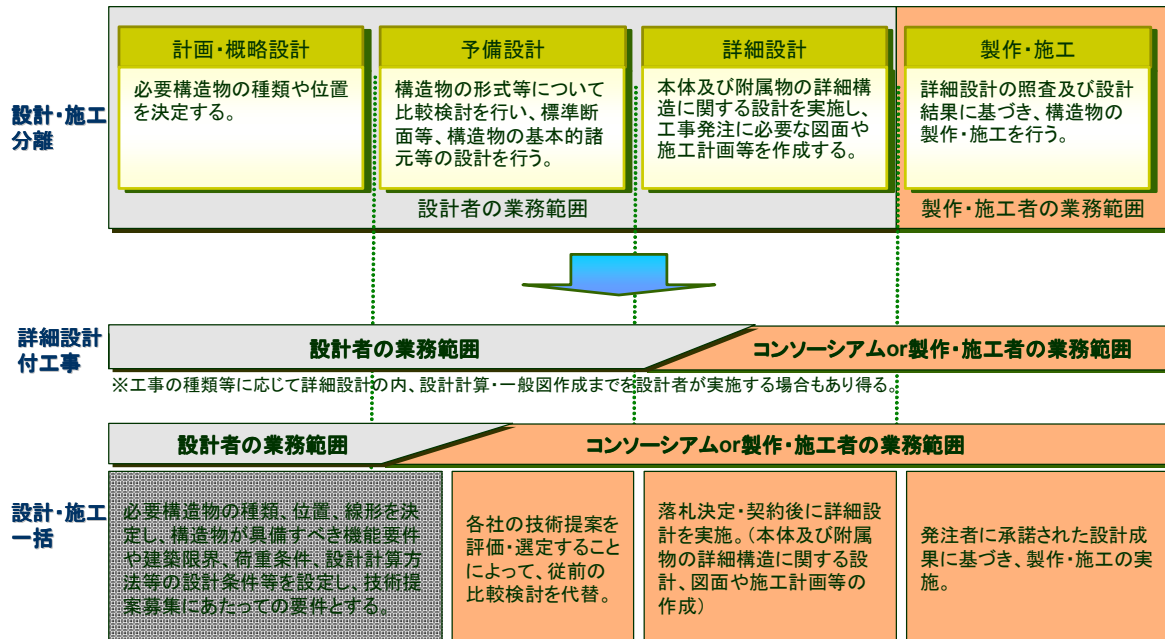 設計・施工
分離
計画・概略設計
必要構造物の種類や位置
を決定する。
予備設計
構造物の形式等について
比較検討を行い、標準断
面等、構造物の基本的諸
元等の設計を行う。
詳細設計
本体及び附属物の詳細構
造に関する設計を実施し、
工事発注に必要な図面や
施工計画等を作成する。
製作・施工
詳細設計の照査及び設計
結果に基づき、構造物の
製作・施工を行う。
設計者の業務範囲
製作・施工者の業務範囲
詳細設計
付工事
設計者の業務範囲
コンソーシアムor製作・施工者の業務範囲
※工事の種類等に応じて詳細設計の内、設計計算・一般図作成までを設計者が実施する場合もあり得る。
設計者の業務範囲
コンソーシアムor製作・施工者の業務範囲
設計・施工
一括
必要構造物の種類、位置、線形を決
定し、構造物が具備すべき機能要件
や建築限界、荷重条件、設計計算方
法等の設計条件等を設定し、技術提
案募集にあたっての要件とする。
各社の技術提案を
評価・選定すること
によって、従前の
比較検討を代替。
落札決定・契約後に詳細設
計を実施。（本体及び附属
物の詳細構造に関する設
計、図面や施工計画等の
作成）
発注者に承諾された設計成
果に基づき、製作・施工の実
施。